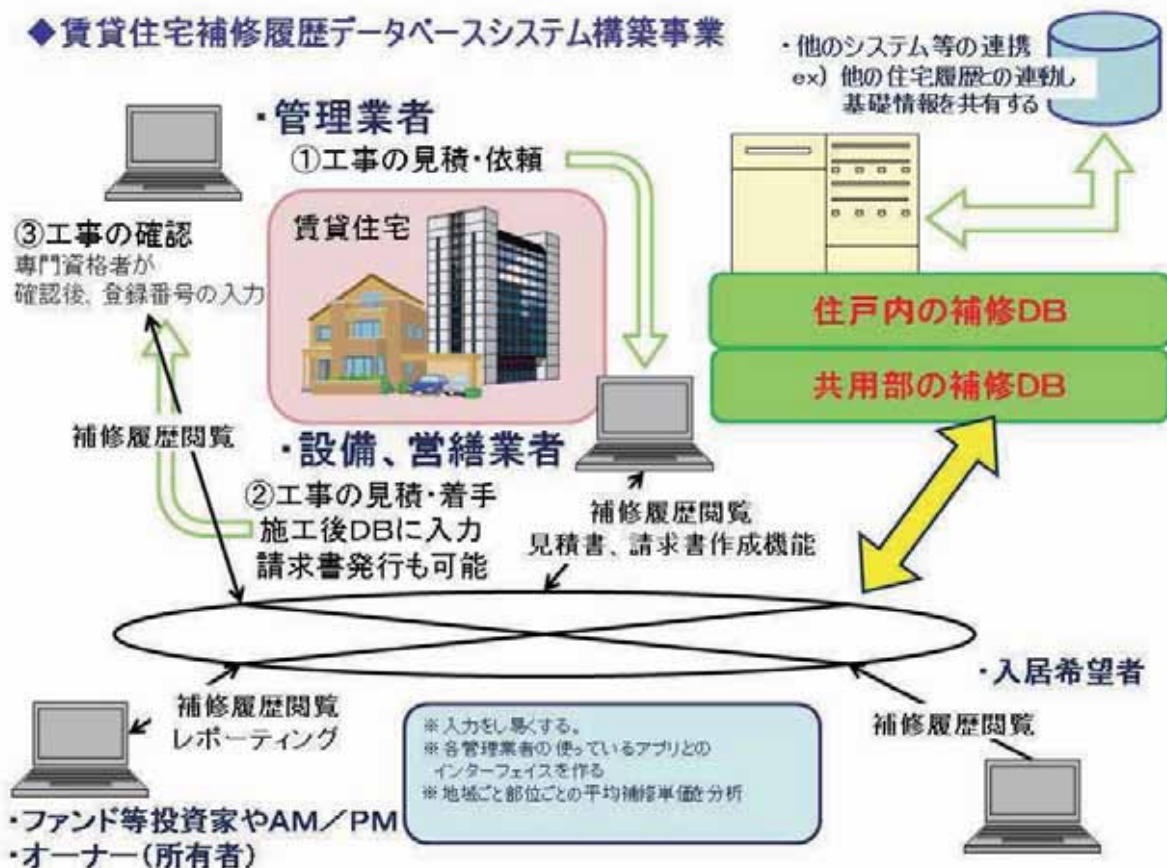 ◆賃貸住宅補修履歴データベースシステム構築事業
・他のシステム等の連携
ex) 他の住宅履歴との連動し
基礎情報を共有する
・管理業者
①工事の見積・依頼
賃貸住宅
③工事の確認
専門資格者が
確認後、登録番号の入力
住戸内の補修DB
共用部の補修DB
補修履歴閲覧
・設備、営繕業者
②工事の見積・着手
施工後DBに入力
請求書発行も可能
補修履歴閲覧
見積書、請求書作成機能
・入居希望者
補修履歴閲覧
補修履歴閲覧
レポーティング
※入力をし易くする。
※各管理業者の使っているアプリとの
インターフェイスを作る
※地域ごと部位ごとの平均補修単価を分析
・ファンド等投資家やAM／PM
・オーナー(所有者)